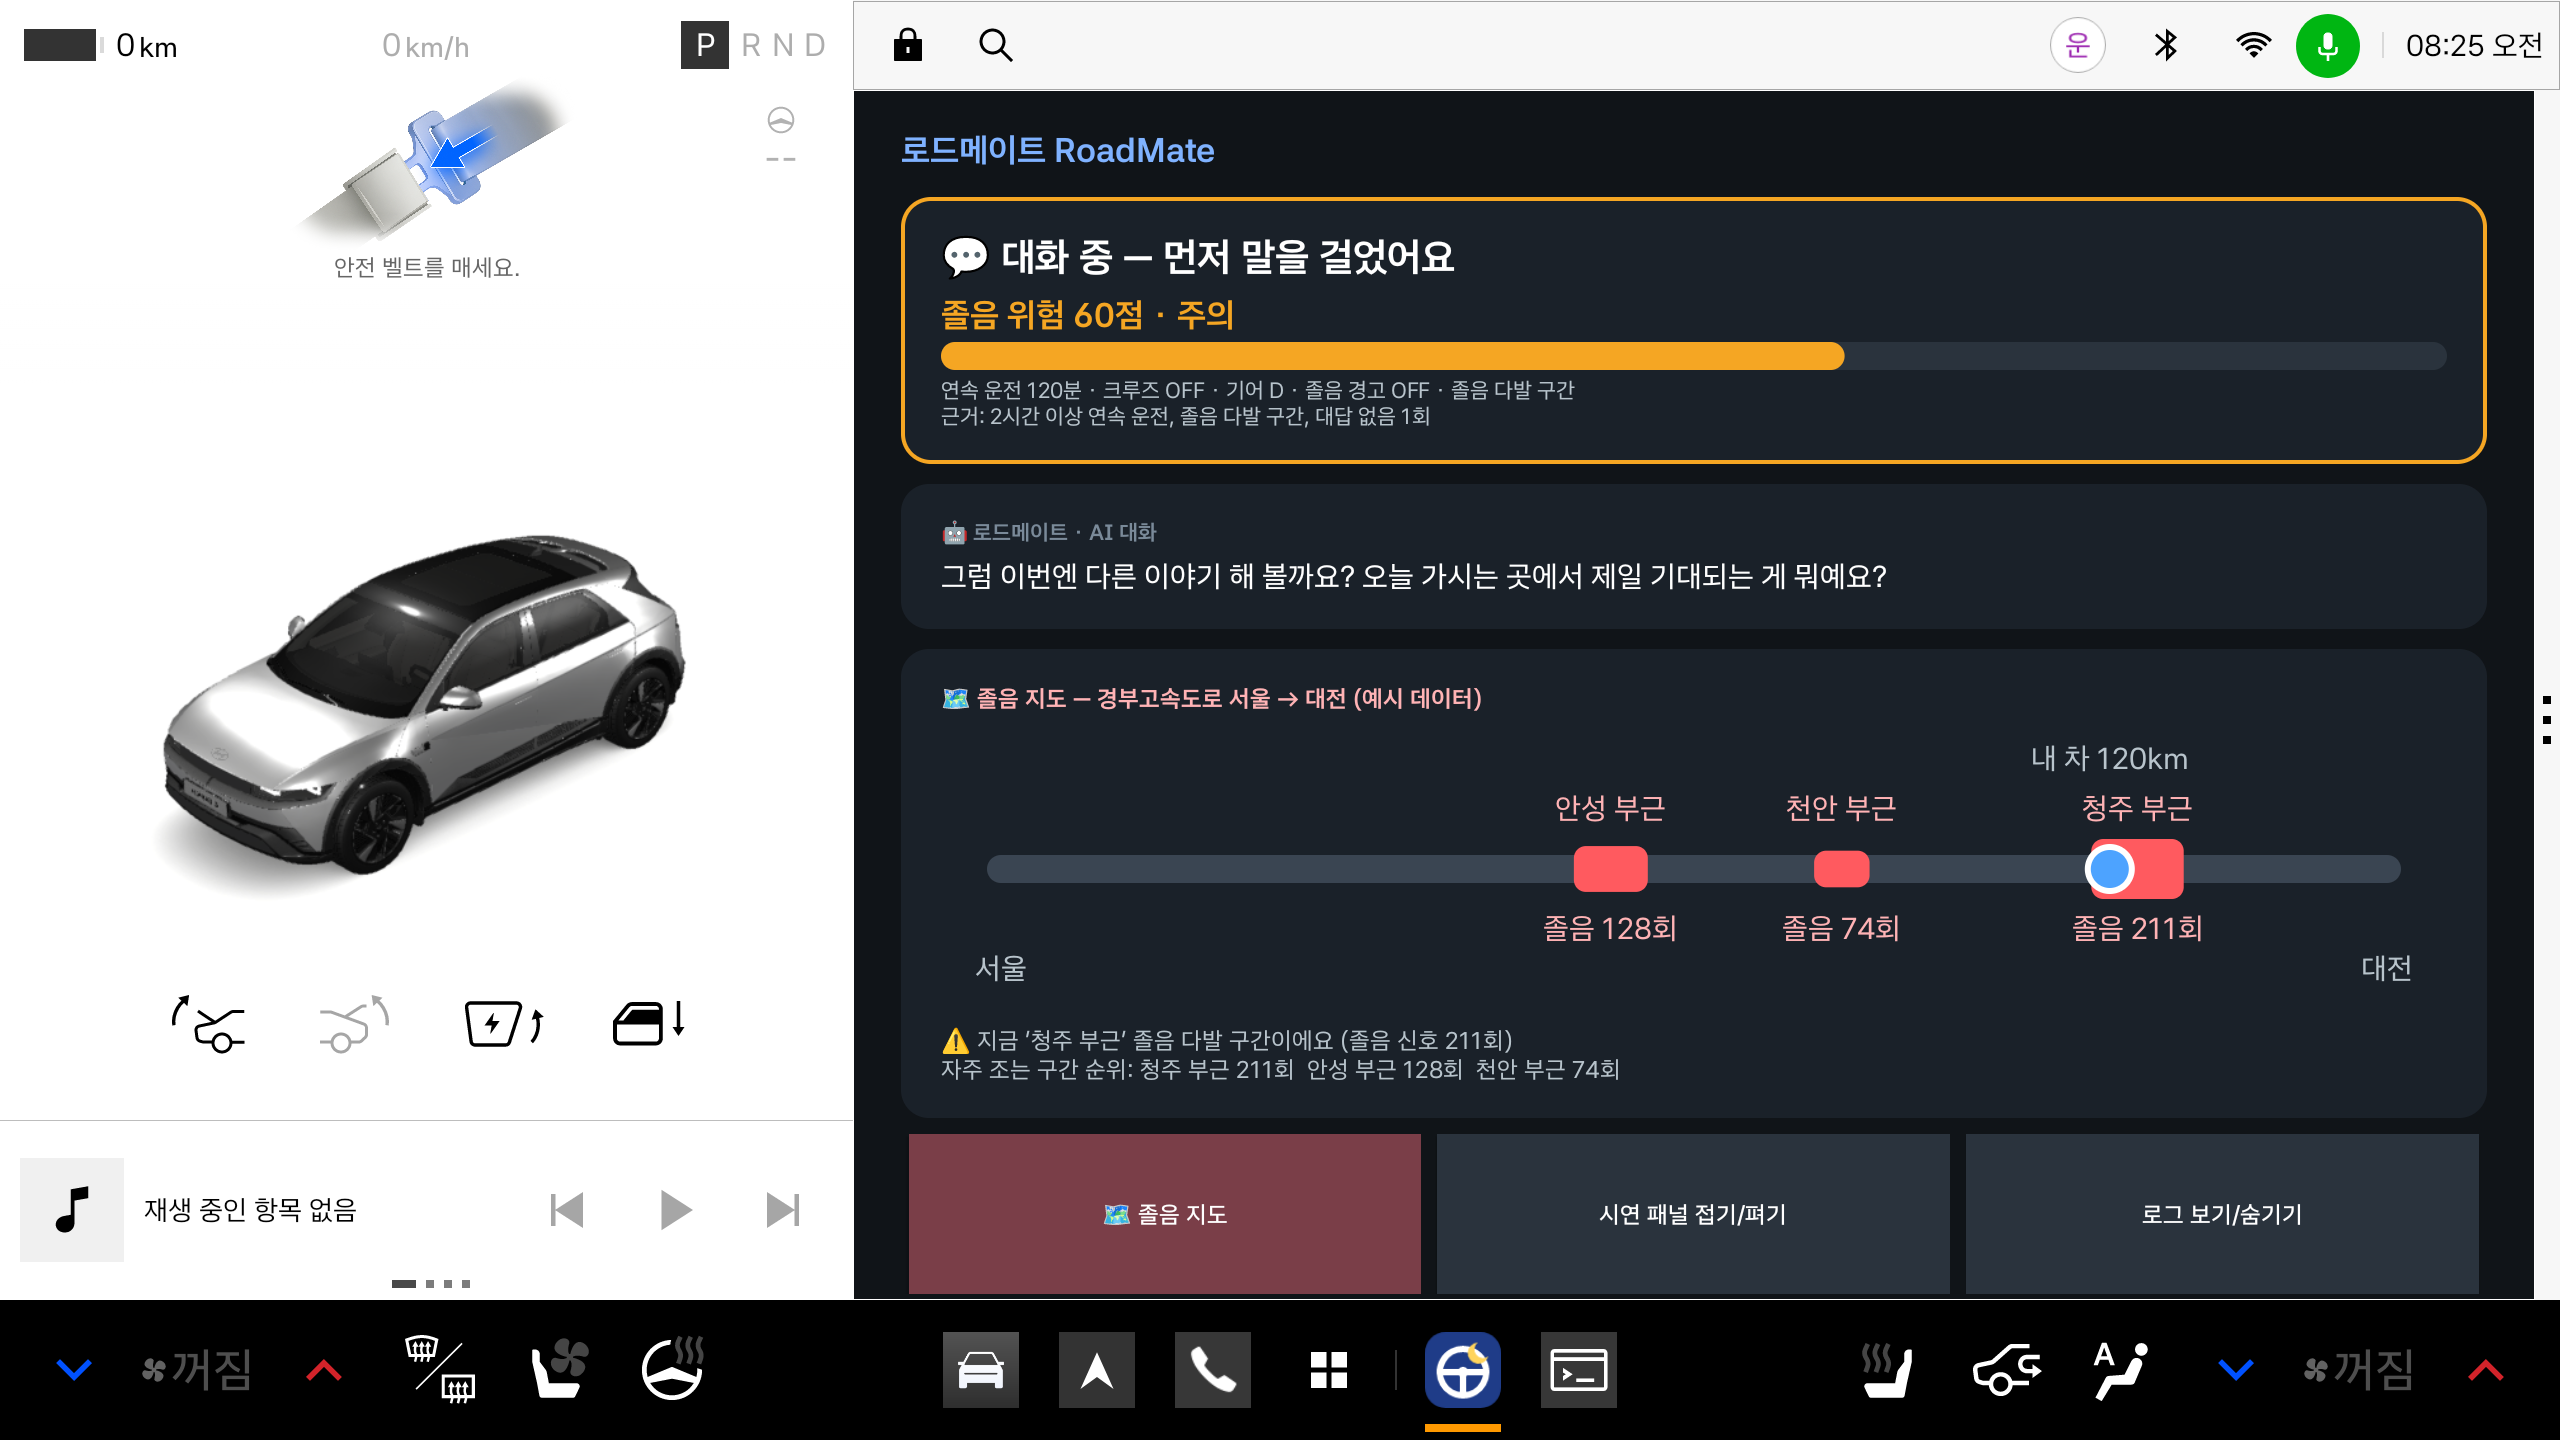 0 km
0 km/h
P R N D
안전 벨트를 매세요.
재생 중인 항목 없음
운
08:25 오전
로드메이트 RoadMate
대화 중 – 먼저 말을 걸었어요
졸음 위험 60점 · 주의
연속 운전 120분 · 크루즈 OFF · 기어 D · 졸음 경고 OFF · 졸음 다발 구간
근거: 2시간 이상 연속 운전, 졸음 다발 구간, 대답 없음 1회
로드메이트 · AI 대화
그럼 이번엔 다른 이야기 해 볼까요? 오늘 가시는 곳에서 제일 기대되는 게 뭐예요?
졸음 지도 – 경부고속도로 서울 → 대전 (예시 데이터)
내 차 120km
안성 부근 천안 부근 청주 부근
졸음 128회 졸음 74회 졸음 211회
서울 대전
지금 '청주 부근' 졸음 다발 구간이에요 (졸음 신호 211회)
자주 조는 구간 순위: 청주 부근 211회 안성 부근 128회 천안 부근 74회
졸음 지도
시연 패널 접기/펴기
로그 보기/숨기기
꺼짐
A
꺼짐